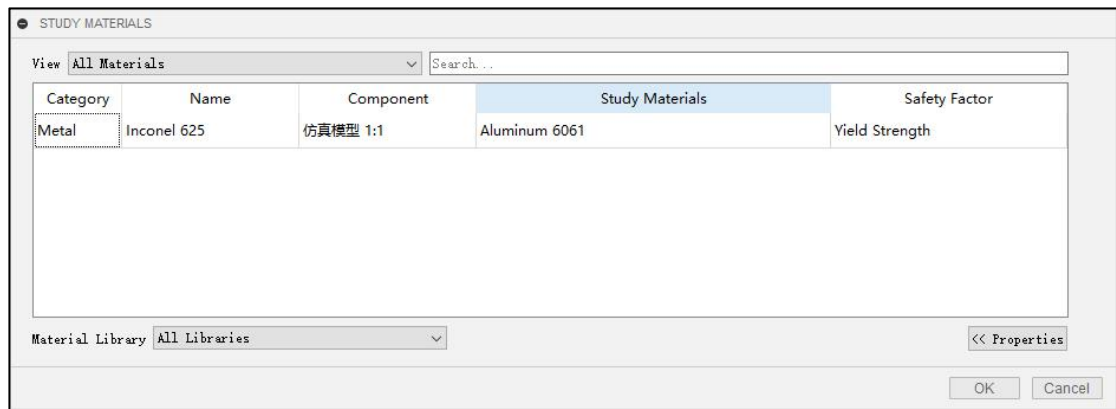 STUDY MATERIALS
View All Materials Search...
Category Name Component Study Materials Safety Factor
Metal Inconel 625 仿真模型 1:1 Aluminum 6061 Yield Strength
Material Library All Libraries << Properties
OK Cancel